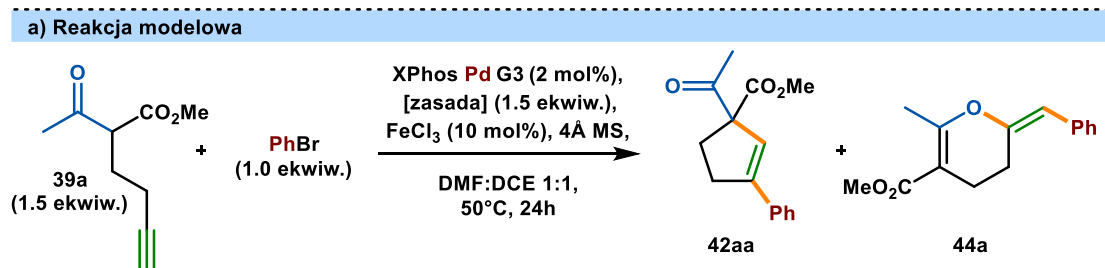 a) Reakcja modelowa
O
CO₂Me
39a
(1.5 ekwiw.)
+
PhBr
(1.0 ekwiw.)
XPhos Pd G3 (2 mol%),
[zasada] (1.5 ekwiw.),
FeCl₃ (10 mol%), 4Å MS,
DMF:DCE 1:1,
50°C, 24h
O
CO₂Me
Ph
42aa
+
O
Ph
MeO₂C
44a